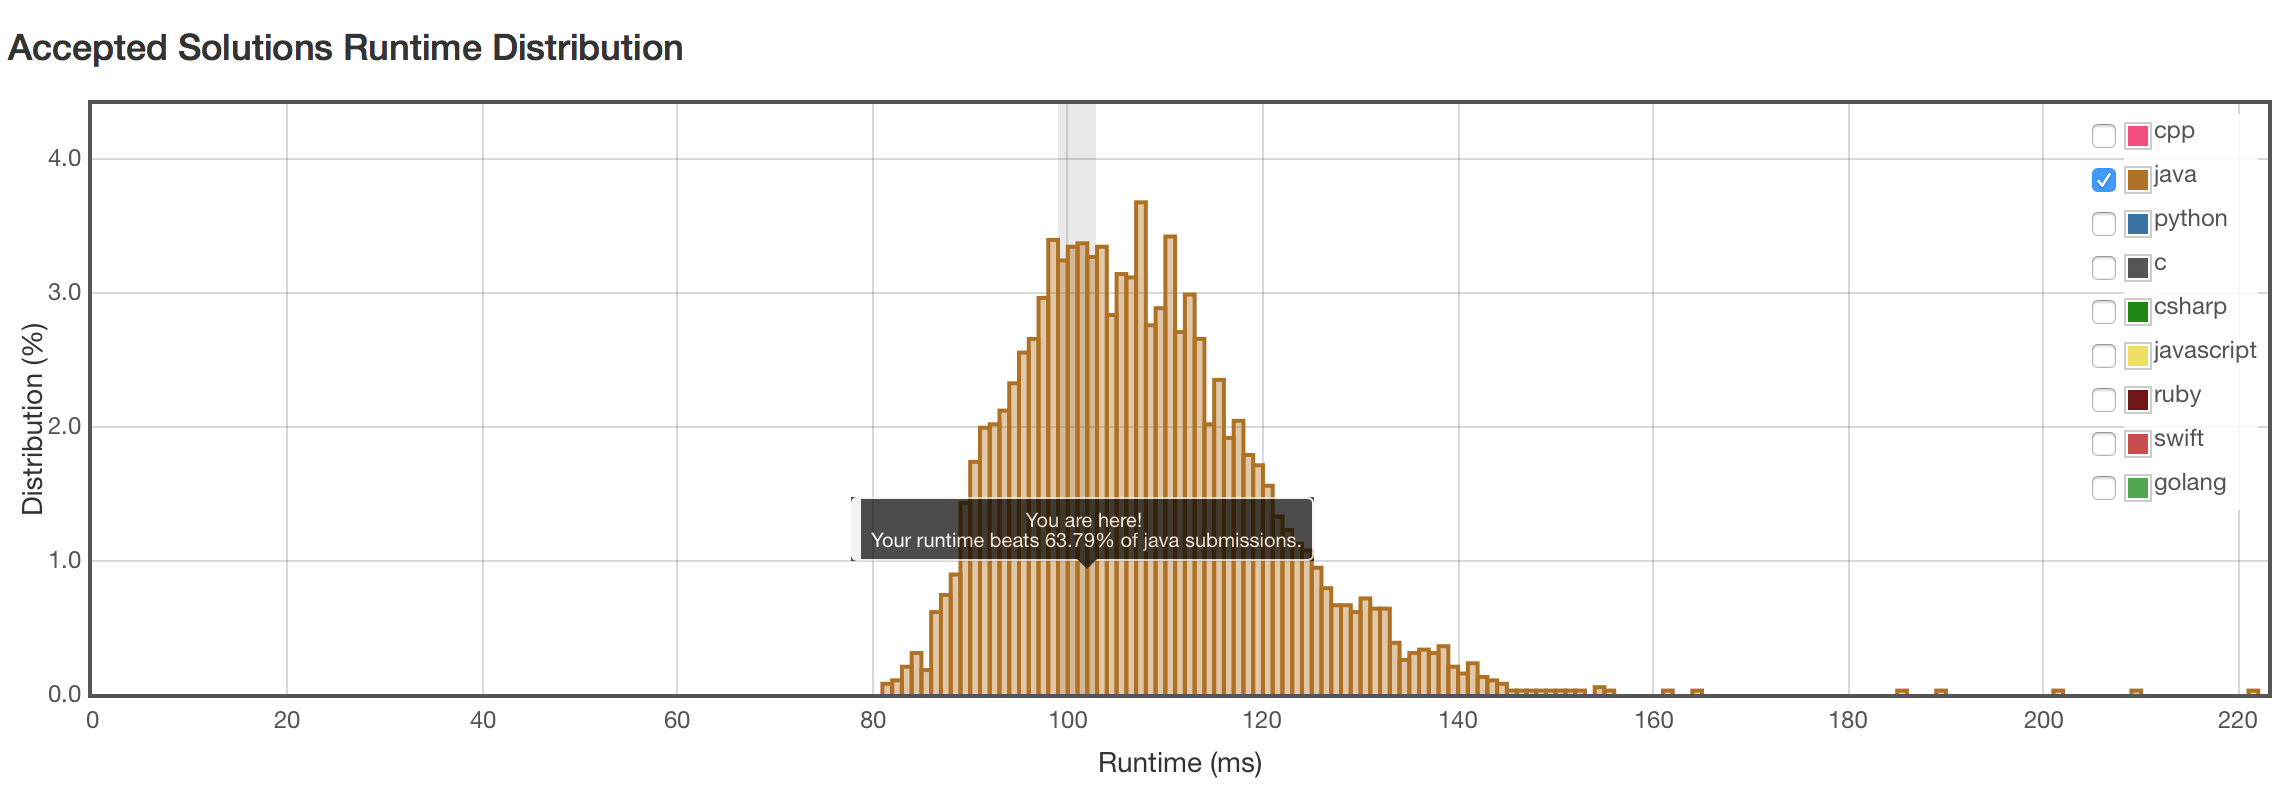 Accepted Solutions Runtime Distribution
Distribution (%)
4.0
3.0
2.0
1.0
0.0
You are here!
Your runtime beats 63.79% of java submissions.
cpp
java
python
c
csharp
javascript
ruby
swift
golang
0 20 40 60 80 100 120 140 160 180 200 220
Runtime (ms)